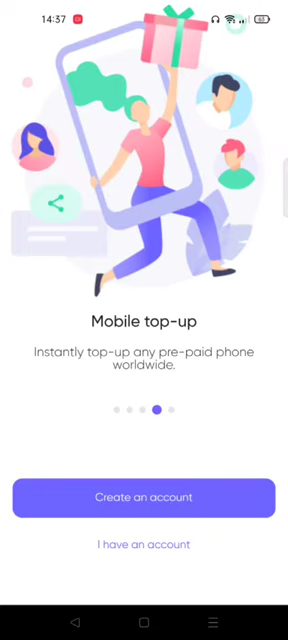 14:37
63
Mobile top-up
Instantly top-up any pre-paid phone
worldwide.
Create an account
I have an account